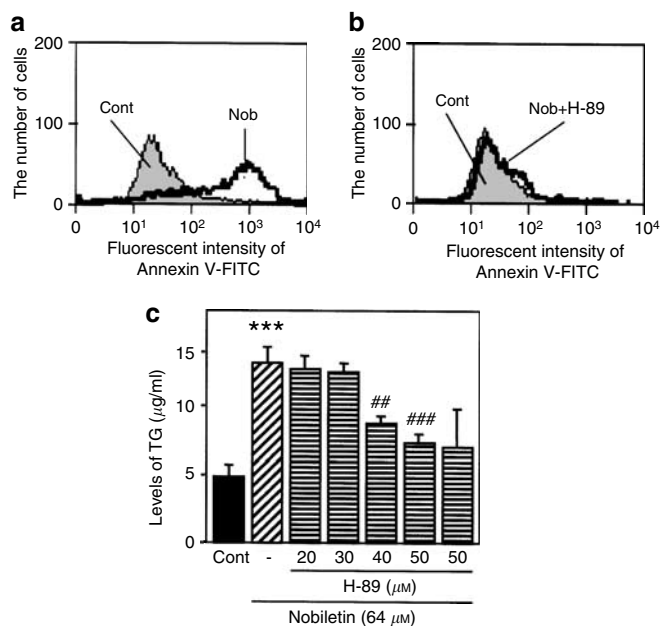 a
200
100
0
The number of cells
Cont
Nob
0 10¹ 10² 10³ 10⁴
Fluorescent intensity of
Annexin V-FITC
b
200
100
0
The number of cells
Cont
Nob+H-89
0 10¹ 10² 10³ 10⁴
Fluorescent intensity of
Annexin V-FITC
c
15
10
5
0
Levels of TG (μg/ml)
***
##
###
Cont - 20 30 40 50 50
H-89 (μM)
Nobiletin (64 μM)